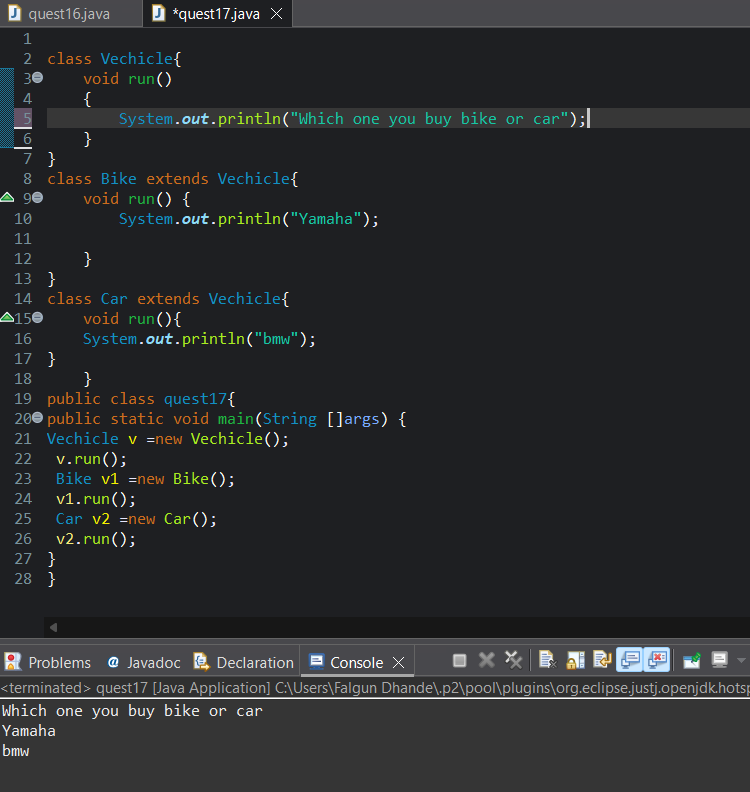 quest16.java *quest17.java
1
2 class Vechicle{
3 void run()
4 {
5 System.out.println("Which one you buy bike or car");
6 }
7 }
8 class Bike extends Vechicle{
9 void run() {
10 System.out.println("Yamaha");
11
12 }
13 }
14 class Car extends Vechicle{
15 void run(){
16 System.out.println("bmw");
17 }
18 }
19 public class quest17{
20 public static void main(String []args) {
21 Vechicle v =new Vechicle();
22 v.run();
23 Bike v1 =new Bike();
24 v1.run();
25 Car v2 =new Car();
26 v2.run();
27 }
28 }
Problems @ Javadoc Declaration Console
<terminated> quest17 [Java Application] C:\Users\Falgun Dhande\.p2\pool\plugins\org.eclipse.justj.openjdk.hotsp
Which one you buy bike or car
Yamaha
bmw